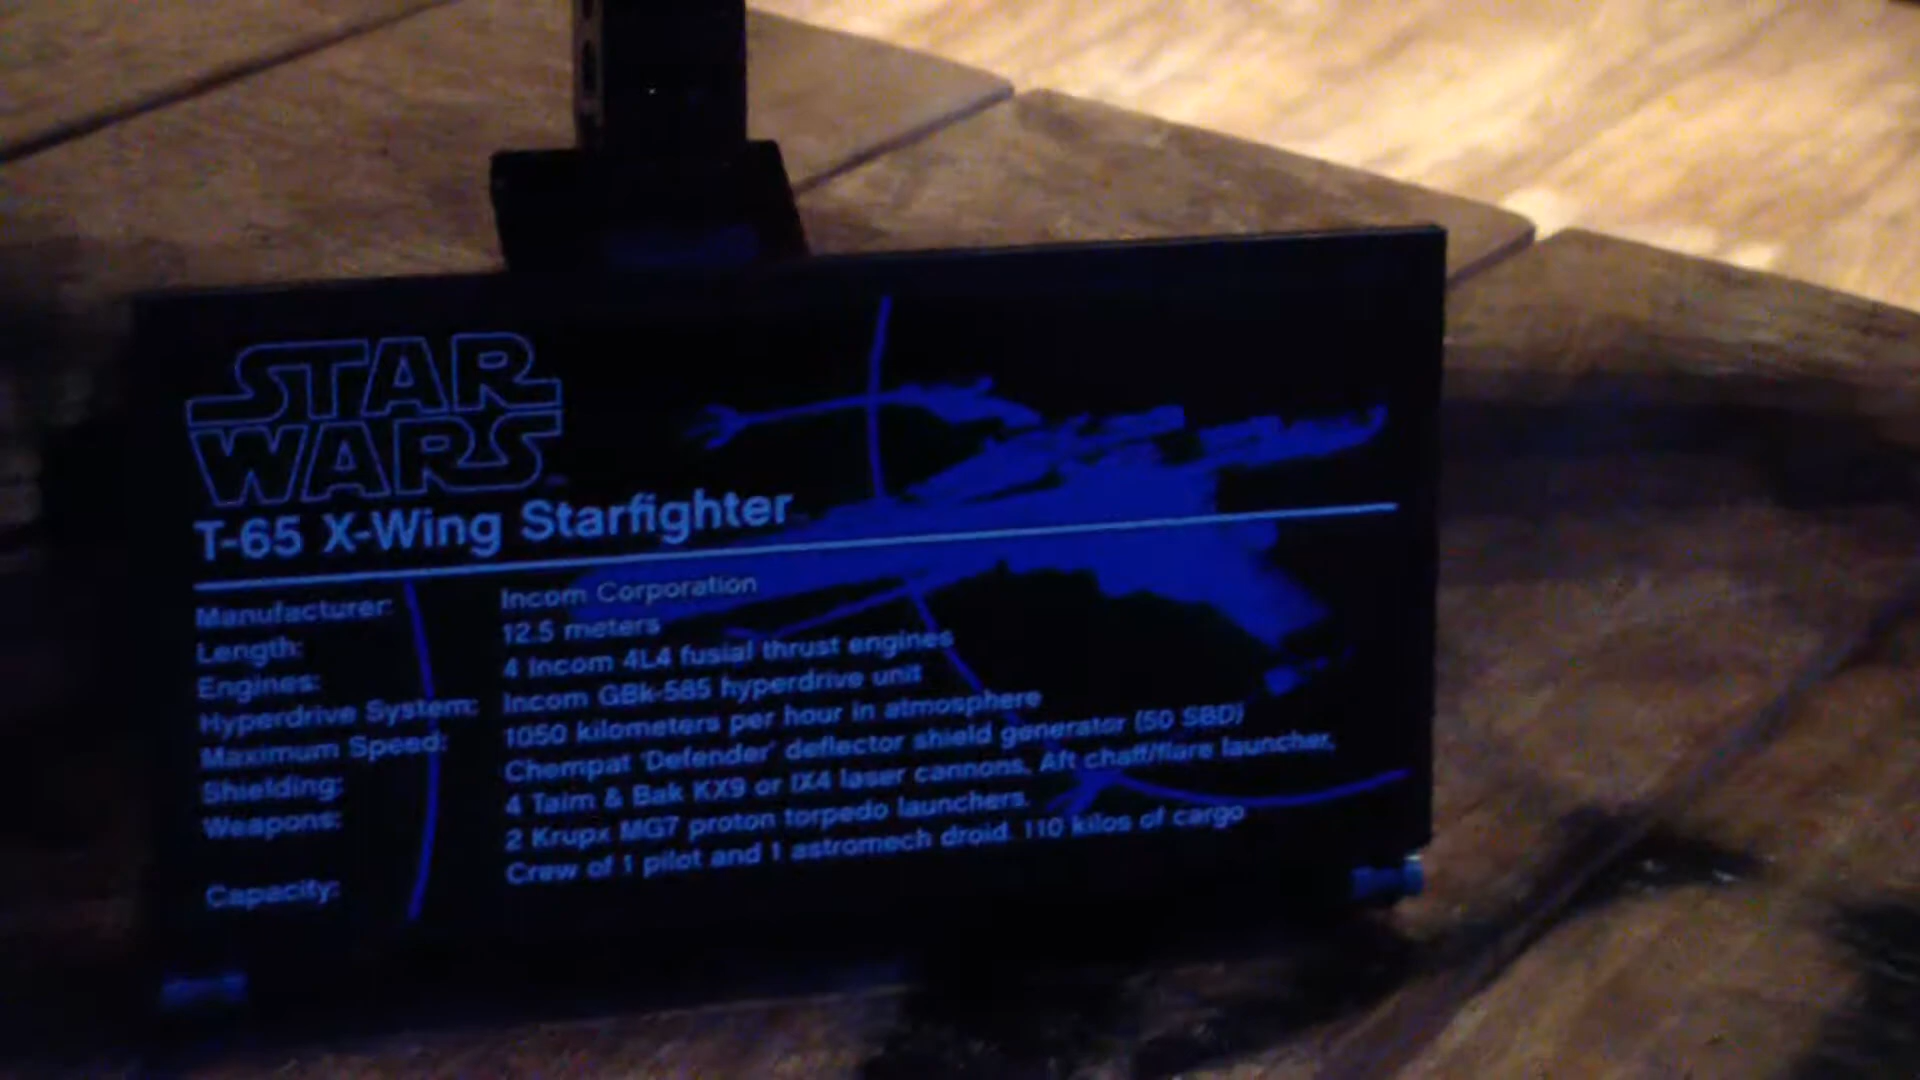 STAR
WARS
T-65 X-Wing Starfighter
Manufacturer: Incom Corporation
Length: 12.5 meters
Engines: 4 Incom 4L4 fusial thrust engines
Hyperdrive System: Incom GBk-585 hyperdrive unit
Maximum Speed: 1050 kilometers per hour in atmosphere
Shielding: Chempat 'Defender' deflector shield generator (50 SBD)
Weapons: 4 Taim & Bak KX9 or IX4 laser cannons, Aft chaff/flare launcher,
2 Krupx MG7 proton torpedo launchers.
Capacity: Crew of 1 pilot and 1 astromech droid. 110 kilos of cargo